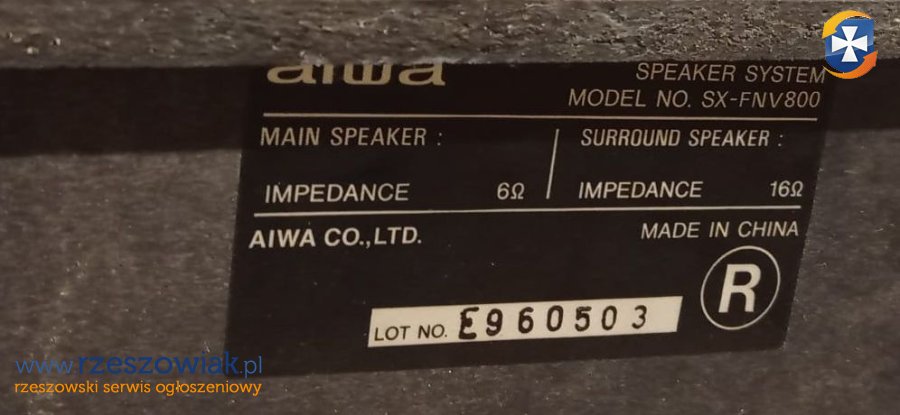 aiwa
SPEAKER SYSTEM
MODEL NO. SX-FNV800
MAIN SPEAKER :
SURROUND SPEAKER :
IMPEDANCE 6Ω
IMPEDANCE 16Ω
AIWA CO.,LTD.
MADE IN CHINA
R
LOT NO. E960503
www.rzeszowiak.pl
rzeszowski serwis ogłoszeniowy